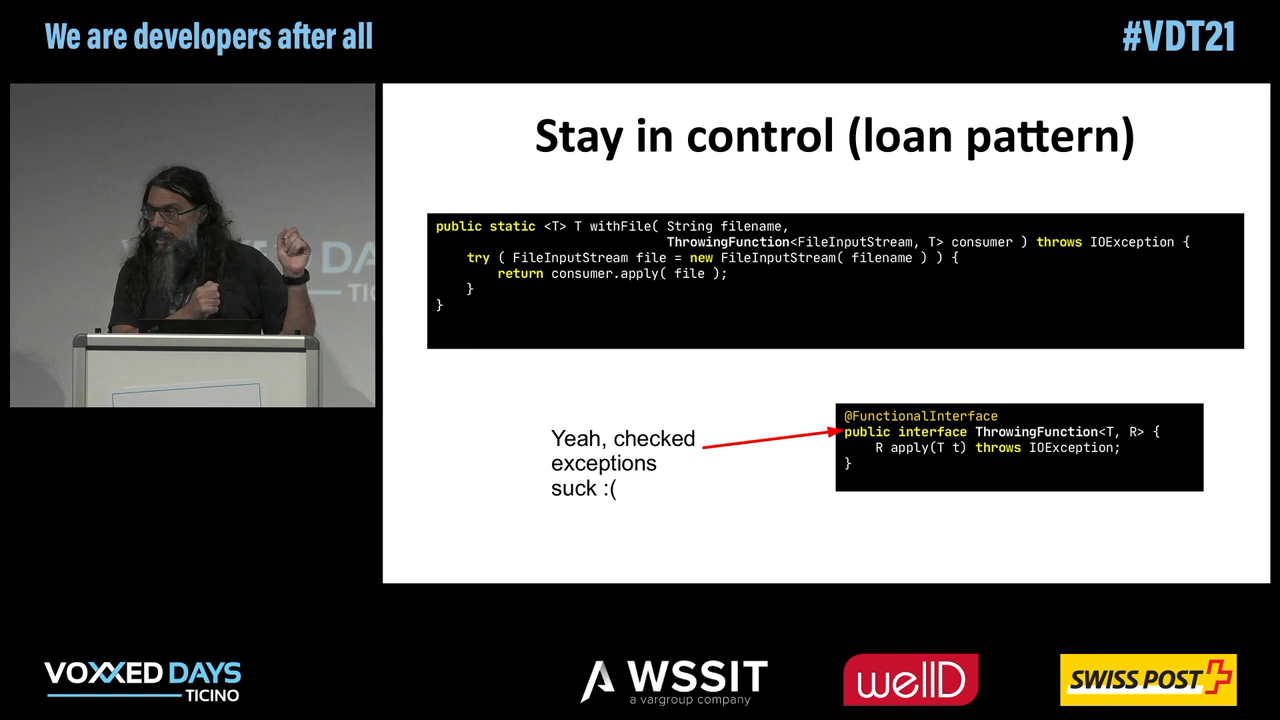 We are developers after all
#VDT21
Stay in control (loan pattern)
public static <T> T withFile( String filename,
ThrowingFunction<FileInputStream, T> consumer ) throws IOException {
try ( FileInputStream file = new FileInputStream( filename ) ) {
return consumer.apply( file );
}
}
Yeah, checked
exceptions
suck :(
@FunctionalInterface
public interface ThrowingFunction<T, R> {
R apply(T t) throws IOException;
}
VOXXED DAYS
TICINO
WSSIT
a vargroup company
wellD
SWISS POST